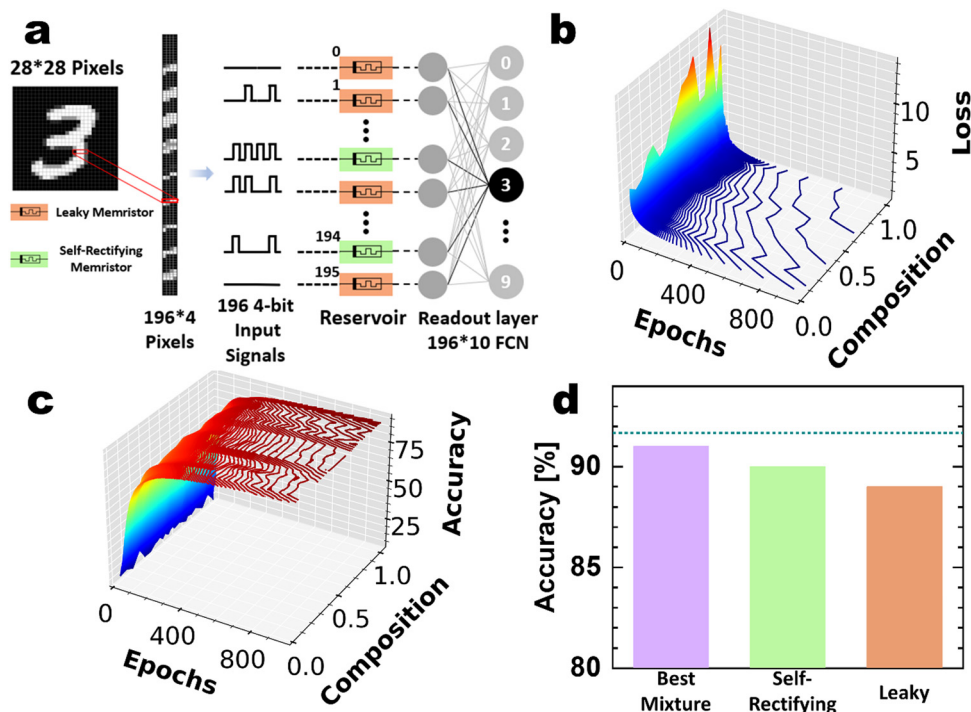 a
28*28 Pixels
Leaky Memristor
Self-Rectifying
Memristor
196*4
Pixels
196 4-bit
Input
Signals
0
1
194
195
Reservoir
0
1
2
3
9
Readout layer
196*10 FCN
b
Loss
10
5
0
400
800
Epochs
0.0
0.5
1.0
Composition
c
Accuracy
75
50
25
0
400
800
Epochs
0.0
0.5
1.0
Composition
d
Accuracy [%]
90
85
80
Best
Mixture
Self-
Rectifying
Leaky